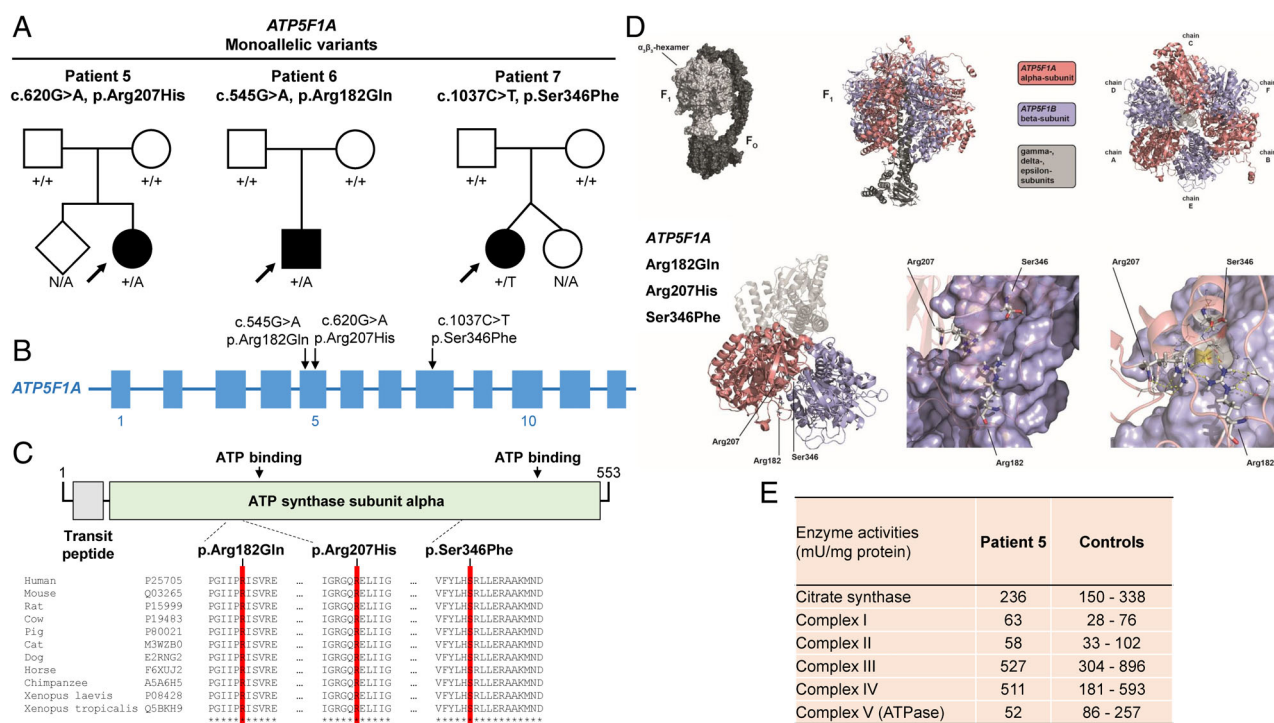 A
ATP5F1A
Monoallelic variants
Patient 5
c.620G>A, p.Arg207His
+/+
+/+
N/A
+/A
Patient 6
c.545G>A, p.Arg182Gln
+/+
+/+
+/A
Patient 7
c.1037C>T, p.Ser346Phe
+/+
+/+
+/T
N/A
B
c.545G>A
p.Arg182Gln
c.620G>A
p.Arg207His
c.1037C>T
p.Ser346Phe
ATP5F1A
1 5 10
C
1 ATP binding ATP binding 553
ATP synthase subunit alpha
Transit
peptide
p.Arg182Gln p.Arg207His p.Ser346Phe
Human P25705 PGIIPRISVRE ... IGRGQRELIIG ... VFYLHSRLLERAAKMND
Mouse Q03265 PGIIPRISVRE ... IGRGQRELIIG ... VFYLHSRLLERAAKMND
Rat P15999 PGIIPRISVRE ... IGRGQRELIIG ... VFYLHSRLLERAAKMND
Cow P19483 PGIIPRISVRE ... IGRGQRELIIG ... VFYLHSRLLERAAKMND
Pig P80021 PGIIPRISVRE ... IGRGQRELIIG ... VFYLHSRLLERAAKMND
Cat M3WZB0 PGIIPRISVRE ... IGRGQRELIIG ... VFYLHSRLLERAAKMND
Dog E2RNG2 PGIIPRISVRE ... IGRGQRELIIG ... VFYLHSRLLERAAKMND
Horse F6XUJ2 PGIIPRISVRE ... IGRGQRELIIG ... VFYLHSRLLERAAKMND
Chimpanzee A5A6H5 PGIIPRISVRE ... IGRGQRELIIG ... VFYLHSRLLERAAKMND
Xenopus laevis P08428 PGIIPRISVRE ... IGRGQRELIIG ... VFYLHSRLLERAAKMND
Xenopus tropicalis Q5BKH9 PGIIPRISVRE ... IGRGQRELIIG ... VFYLHSRLLERAAKMND
*********** *********** *****************
D
α₃β₃-hexamer
F₁
Fₒ
F₁
ATP5F1A
alpha-subunit
ATP5F1B
beta-subunit
gamma-,
delta-,
epsilon-
subunits
chain
C
chain
D
chain
F
chain
A
chain
B
chain
E
ATP5F1A
Arg182Gln
Arg207His
Ser346Phe
Arg207
Arg182
Ser346
Arg207
Ser346
Arg182
Arg207
Ser346
Arg182
E
Enzyme activities
(mU/mg protein) Patient 5 Controls
Citrate synthase 236 150 - 338
Complex I 63 28 - 76
Complex II 58 33 - 102
Complex III 527 304 - 896
Complex IV 511 181 - 593
Complex V (ATPase) 52 86 - 257